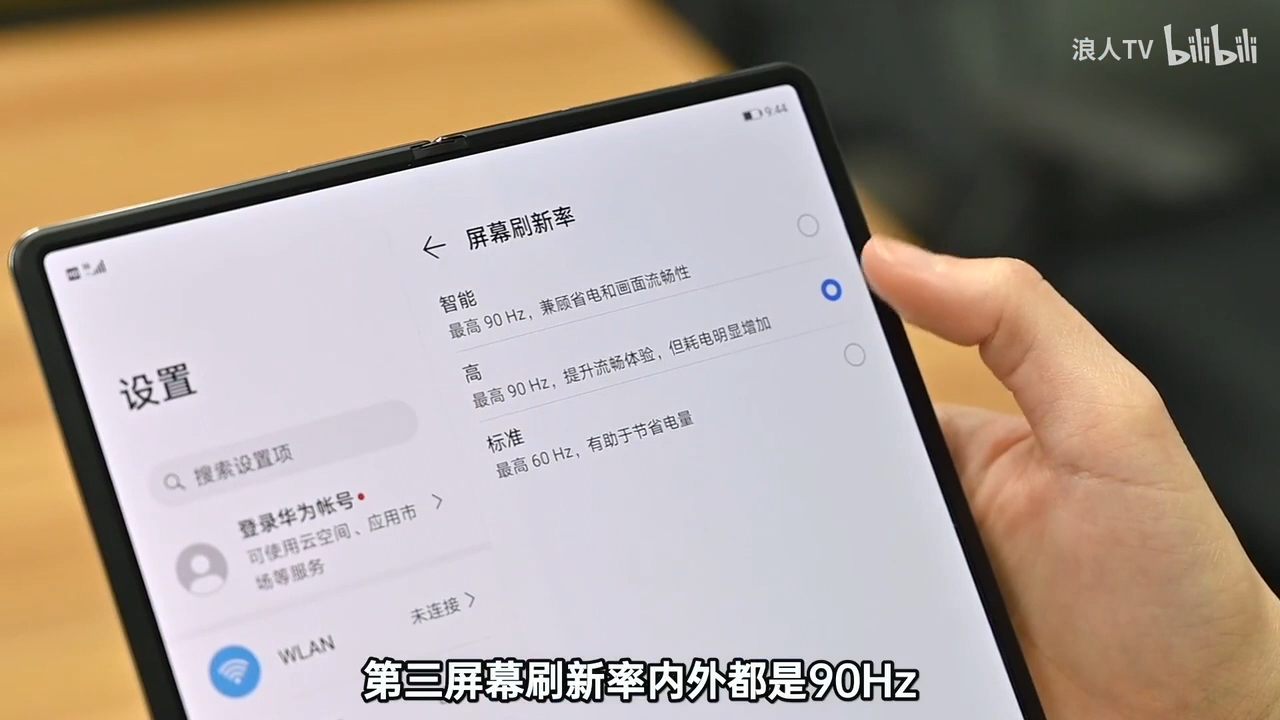 浪人TV bilibili
9:44
屏幕刷新率
智能
最高 90 Hz，兼顾省电和画面流畅性
高
最高 90 Hz，提升流畅体验，但耗电明显增加
标准
最高 60 Hz，有助于节省电量
设置
搜索设置项
登录华为帐号
可使用云空间、应用市
场等服务
WLAN
未连接
第三屏幕刷新率内外都是90Hz